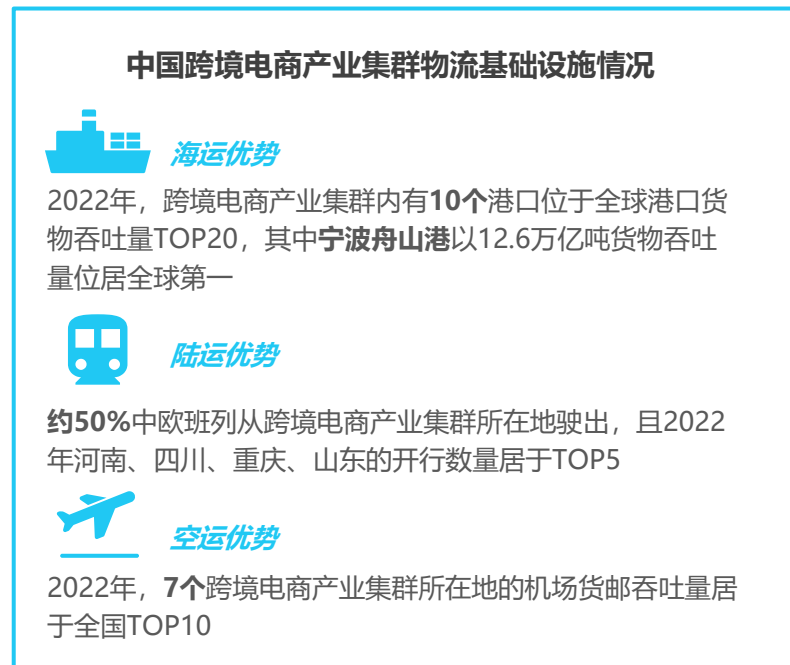 中国跨境电商产业集群物流基础设施情况
海运优势
2022年，跨境电商产业集群内有10个港口位于全球港口货
物吞吐量TOP20，其中宁波舟山港以12.6万亿吨货物吞吐
量位居全球第一
陆运优势
约50%中欧班列从跨境电商产业集群所在地驶出，且2022
年河南、四川、重庆、山东的开行数量居于TOP5
空运优势
2022年，7个跨境电商产业集群所在地的机场货邮吞吐量居
于全国TOP10